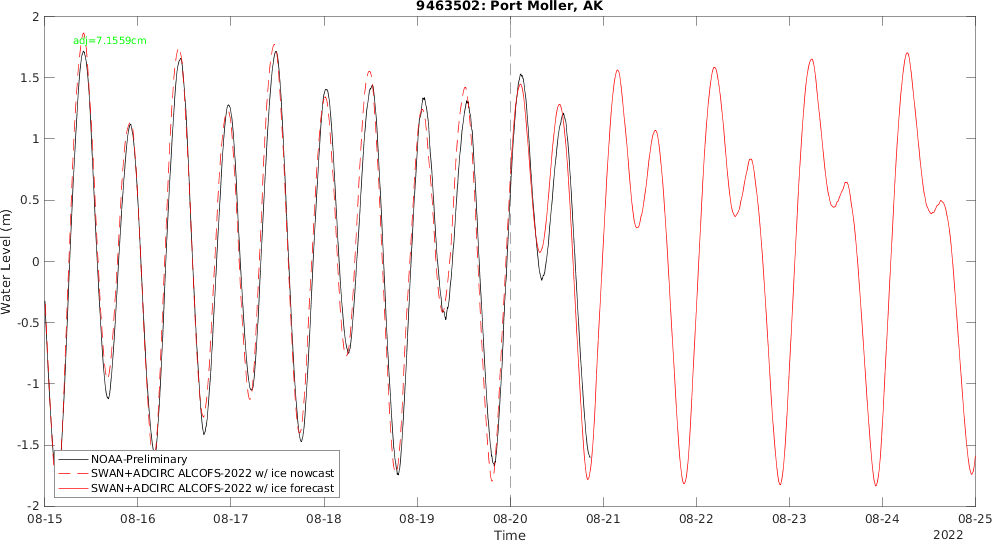 9463502: Port Moller, AK
adj=7.1559cm
2
1.5
1
0.5
0
-0.5
-1
-1.5
-2
Water Level (m)
NOAA-Preliminary
SWAN+ADCIRC ALCOFS-2022 w/ ice nowcast
SWAN+ADCIRC ALCOFS-2022 w/ ice forecast
08-15 08-16 08-17 08-18 08-19 08-20 08-21 08-22 08-23 08-24 08-25
Time
2022